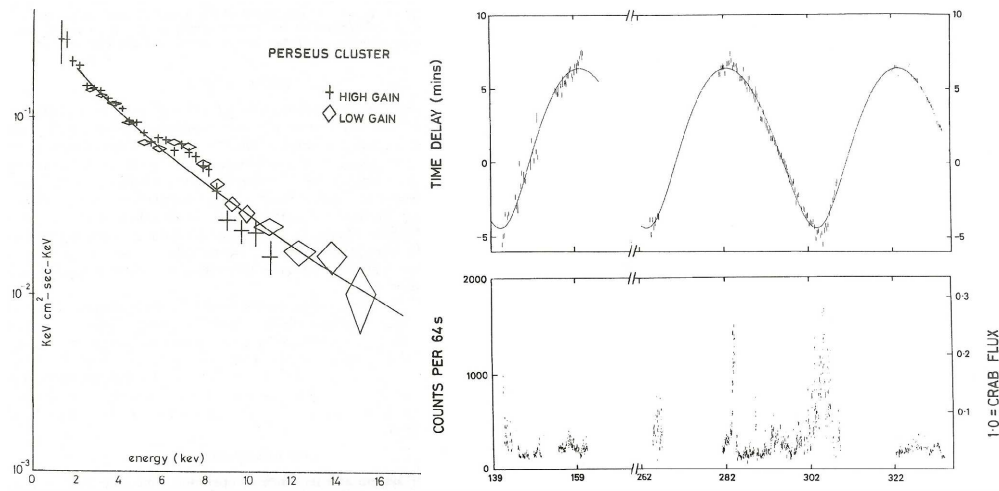 PERSEUS CLUSTER
HIGH GAIN
LOW GAIN
10⁻¹
10⁻²
10⁻³
KeV cm⁻² sec-KeV
energy (kev)
0 2 4 6 8 10 12 14 16
TIME DELAY (mins)
10
5
0
-5
10
5
0
-5
COUNTS PER 64s
2000
1000
0
0·3
0·2
0·1
1·0 = CRAB FLUX
139 159 262 282 302 322